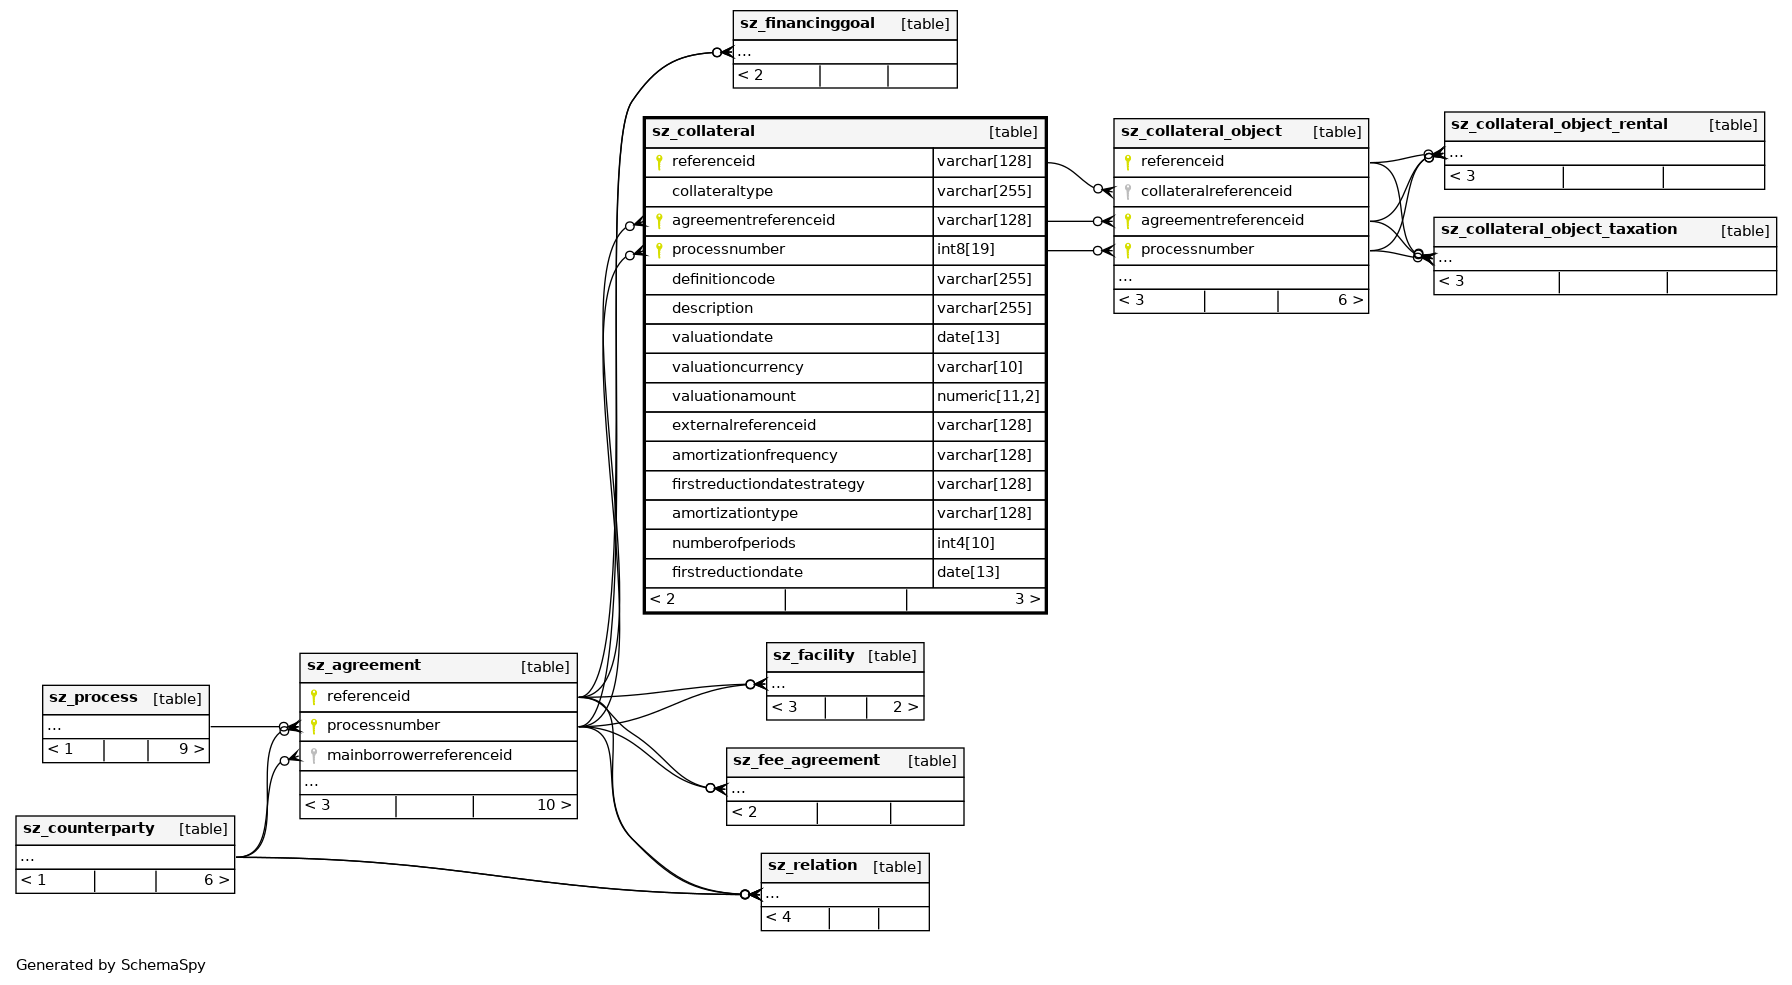 sz_financinggoal [table]
...
< 2
sz_collateral [table]
referenceid varchar[128]
collateraltype varchar[255]
agreementreferenceid varchar[128]
processnumber int8[19]
definitioncode varchar[255]
description varchar[255]
valuationdate date[13]
valuationcurrency varchar[10]
valuationamount numeric[11,2]
externalreferenceid varchar[128]
amortizationfrequency varchar[128]
firstreductiondatestrategy varchar[128]
amortizationtype varchar[128]
numberofperiods int4[10]
firstreductiondate date[13]
< 2 3 >
sz_collateral_object [table]
referenceid
collateralreferenceid
agreementreferenceid
processnumber
...
< 3 6 >
sz_collateral_object_rental [table]
...
< 3
sz_collateral_object_taxation [table]
...
< 3
sz_process [table]
...
< 1 9 >
sz_counterparty [table]
...
< 1 6 >
sz_agreement [table]
referenceid
processnumber
mainborrowerreferenceid
...
< 3 10 >
sz_facility [table]
...
< 3 2 >
sz_fee_agreement [table]
...
< 2
sz_relation [table]
...
< 4
Generated by SchemaSpy